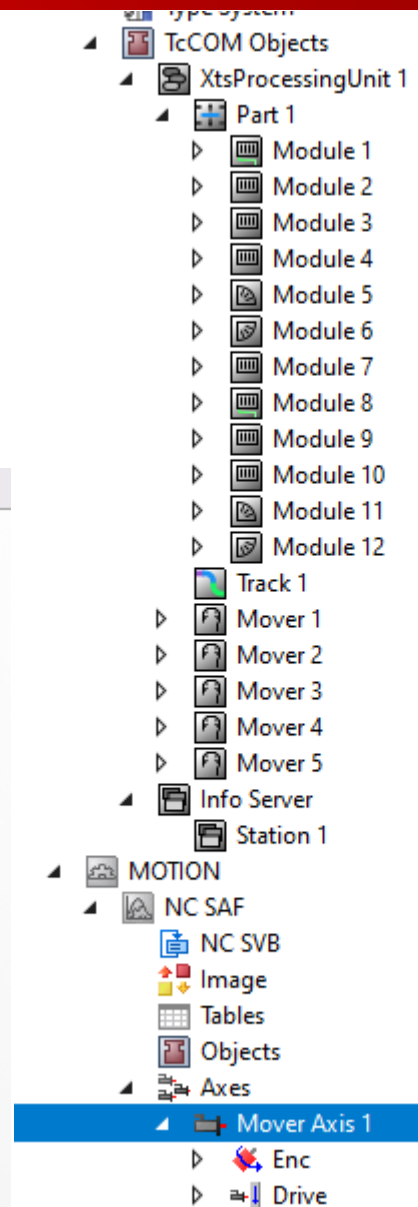 Type System
TcCOM Objects
XtsProcessingUnit 1
Part 1
Module 1
Module 2
Module 3
Module 4
Module 5
Module 6
Module 7
Module 8
Module 9
Module 10
Module 11
Module 12
Track 1
Mover 1
Mover 2
Mover 3
Mover 4
Mover 5
Info Server
Station 1
MOTION
NC SAF
NC SVB
Image
Tables
Objects
Axes
Mover Axis 1
Enc
Drive